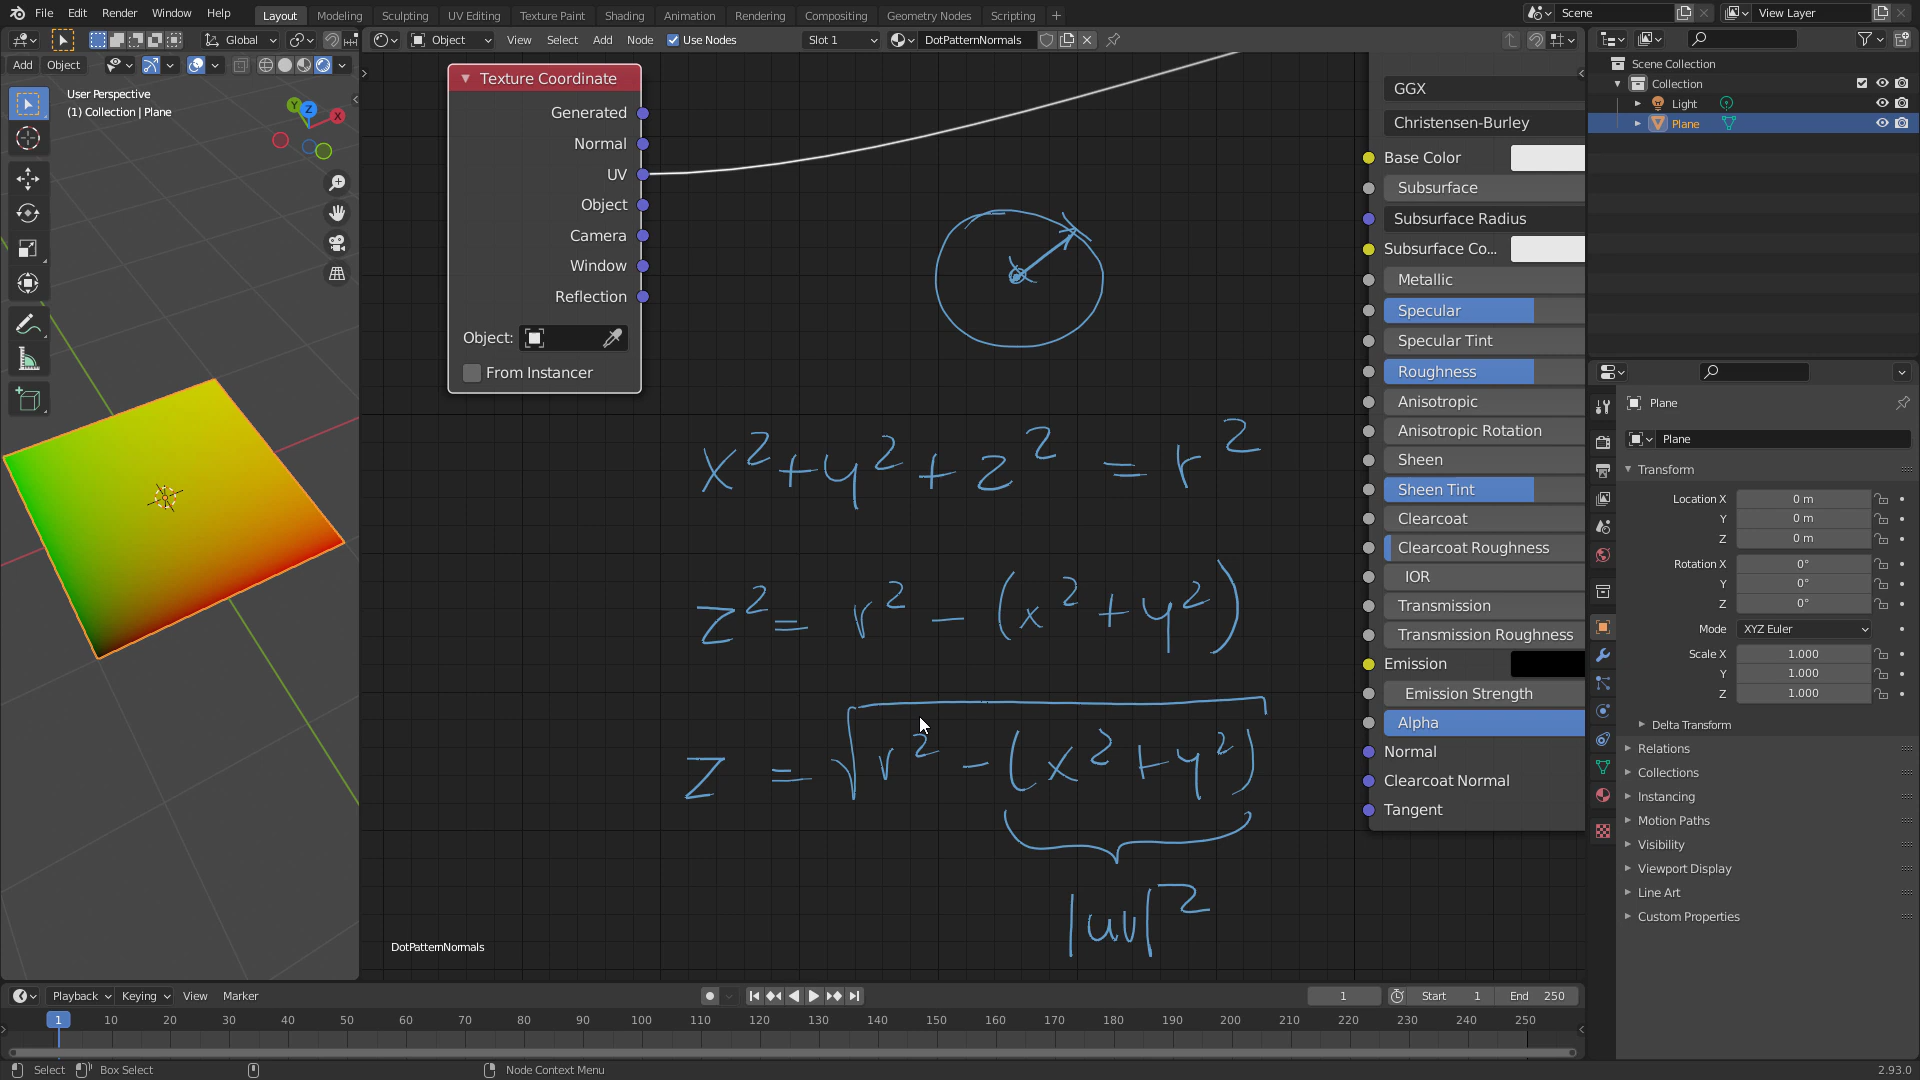 File Edit Render Window Help Layout Modeling Sculpting UV Editing Texture Paint Shading Animation Rendering Compositing Geometry Nodes Scripting + Scene View Layer
Global Object View Select Add Node Use Nodes Slot 1 DotPatternNormals
Add Object
User Perspective
(1) Collection | Plane
Z
Y
X
Texture Coordinate
Generated
Normal
UV
Object
Camera
Window
Reflection
Object:
From Instancer
x² + y² + z² = r²
z² = r² - (x² + y²)
z = √r² - (x² + y²)
|uv|²
DotPatternNormals
GGX
Christensen-Burley
Base Color
Subsurface
Subsurface Radius
Subsurface Co...
Metallic
Specular
Specular Tint
Roughness
Anisotropic
Anisotropic Rotation
Sheen
Sheen Tint
Clearcoat
Clearcoat Roughness
IOR
Transmission
Transmission Roughness
Emission
Emission Strength
Alpha
Normal
Clearcoat Normal
Tangent
Scene Collection
Collection
Light
Plane
Plane
Plane
Transform
Location X 0 m
Y 0 m
Z 0 m
Rotation X 0°
Y 0°
Z 0°
Mode XYZ Euler
Scale X 1.000
Y 1.000
Z 1.000
Delta Transform
Relations
Collections
Instancing
Motion Paths
Visibility
Viewport Display
Line Art
Custom Properties
Playback Keying View Marker 1 Start 1 End 250
1 10 20 30 40 50 60 70 80 90 100 110 120 130 140 150 160 170 180 190 200 210 220 230 240 250
Select Box Select Node Context Menu 2.93.0